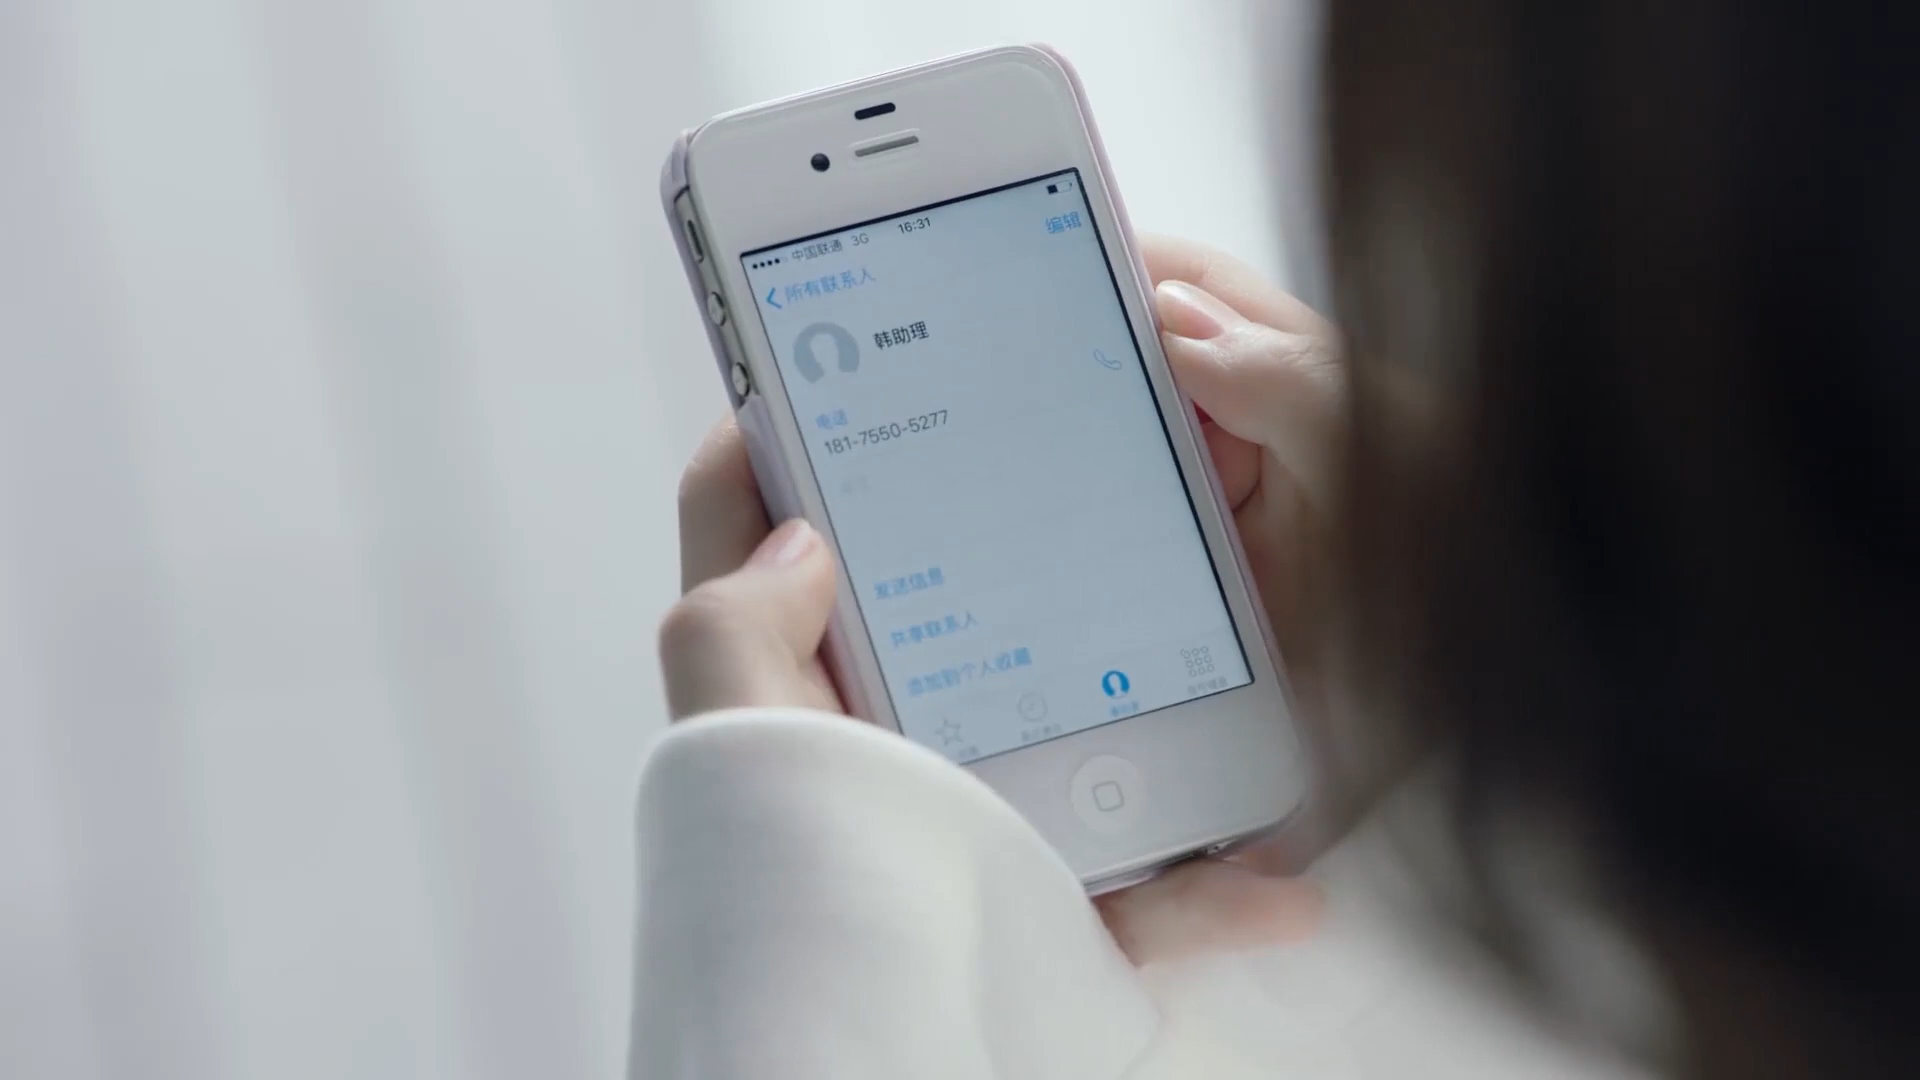 中国联通 3G 16:31
所有联系人 编辑
韩助理
电话
181-7550-5277
发送信息
共享联系人
添加到个人收藏